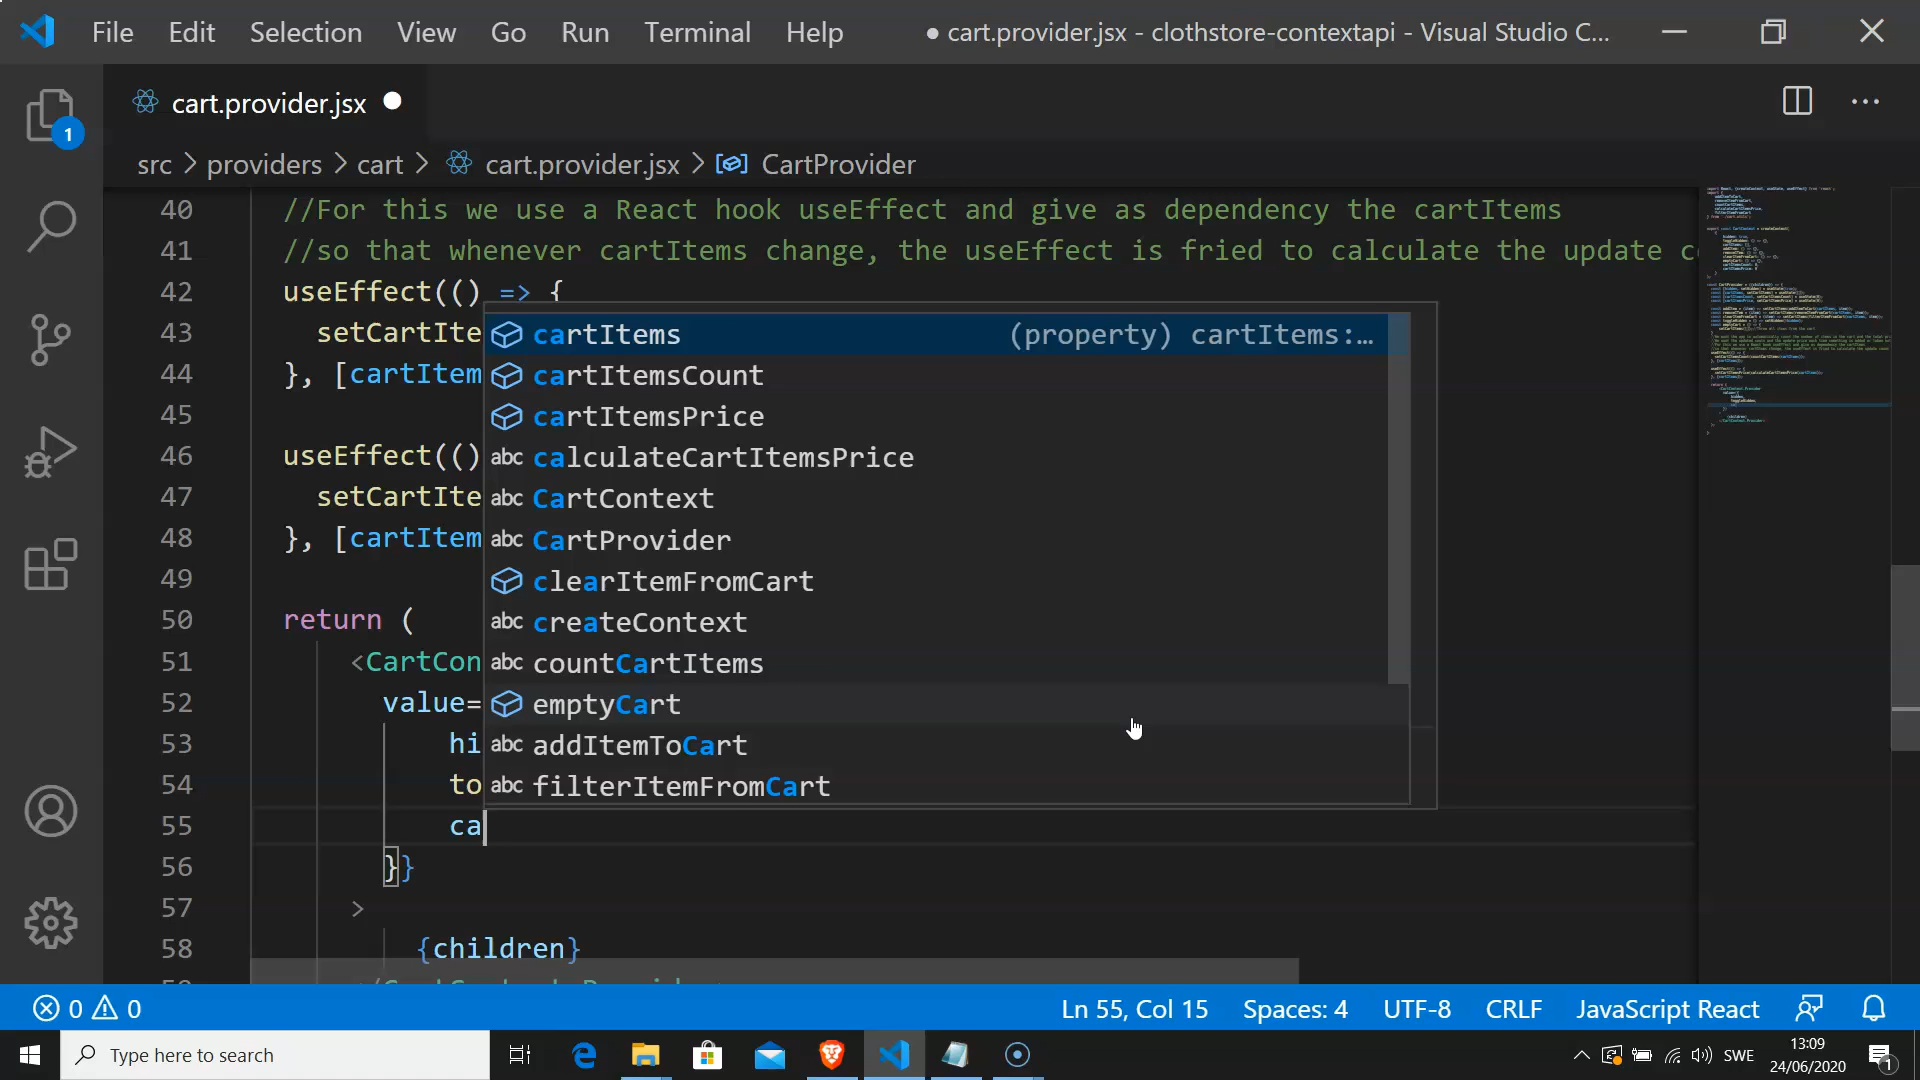 File Edit Selection View Go Run Terminal Help ● cart.provider.jsx - clothstore-contextapi - Visual Studio C...
cart.provider.jsx
1
src > providers > cart > cart.provider.jsx > CartProvider
40 //For this we use a React hook useEffect and give as dependency the cartItems
41 //so that whenever cartItems change, the useEffect is fried to calculate the update c
42 useEffect(() => {
43 setCartIte
44 }, [cartItem
45
46 useEffect(()
47 setCartIte
48 }, [cartItem
49
50 return (
51 <CartCon
52 value=
53 hi
54 to
55 ca
56 }}
57 >
58 {children}
cartItems (property) cartItems:...
cartItemsCount
cartItemsPrice
abc calculateCartItemsPrice
abc CartContext
abc CartProvider
clearItemFromCart
abc createContext
abc countCartItems
emptyCart
abc addItemToCart
abc filterItemFromCart
0 0 Ln 55, Col 15 Spaces: 4 UTF-8 CRLF JavaScript React
Type here to search SWE 13:09
24/06/2020 1